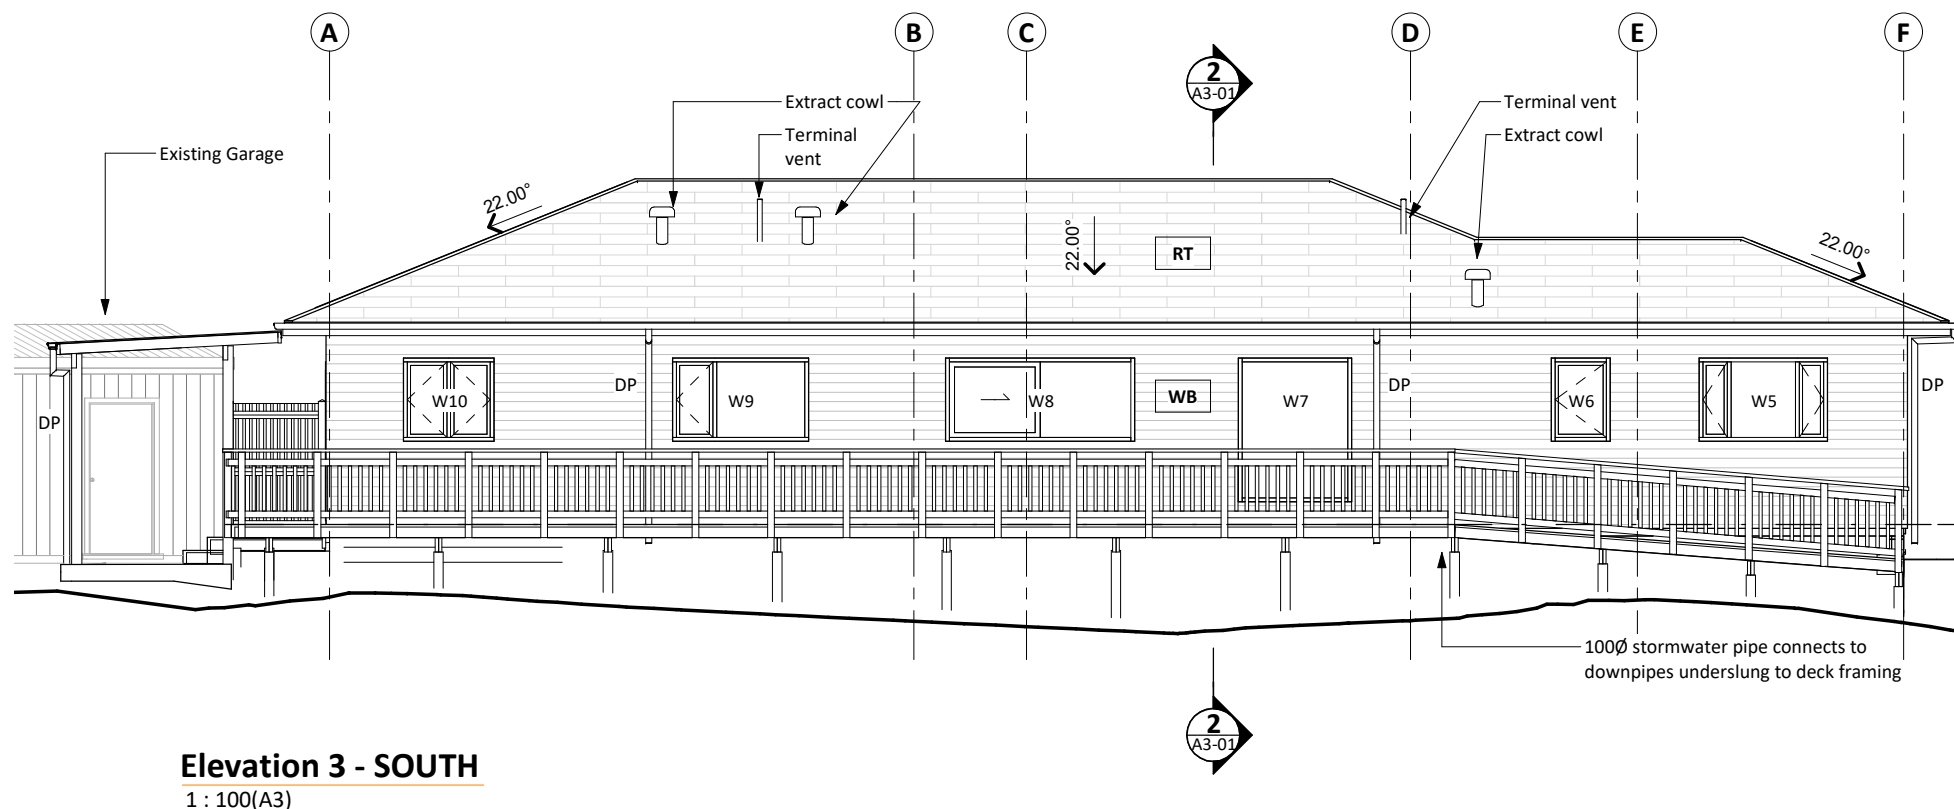 A
B
C
D
E
F
2
A3-01
Extract cowl
Terminal
vent
Terminal vent
Extract cowl
Existing Garage
22.00°
22.00°
22.00°
RT
DP
W10
DP
W9
W8
WB
W7
DP
W6
W5
DP
100Ø stormwater pipe connects to
downpipes underslung to deck framing
2
A3-01
Elevation 3 - SOUTH
1 : 100(A3)